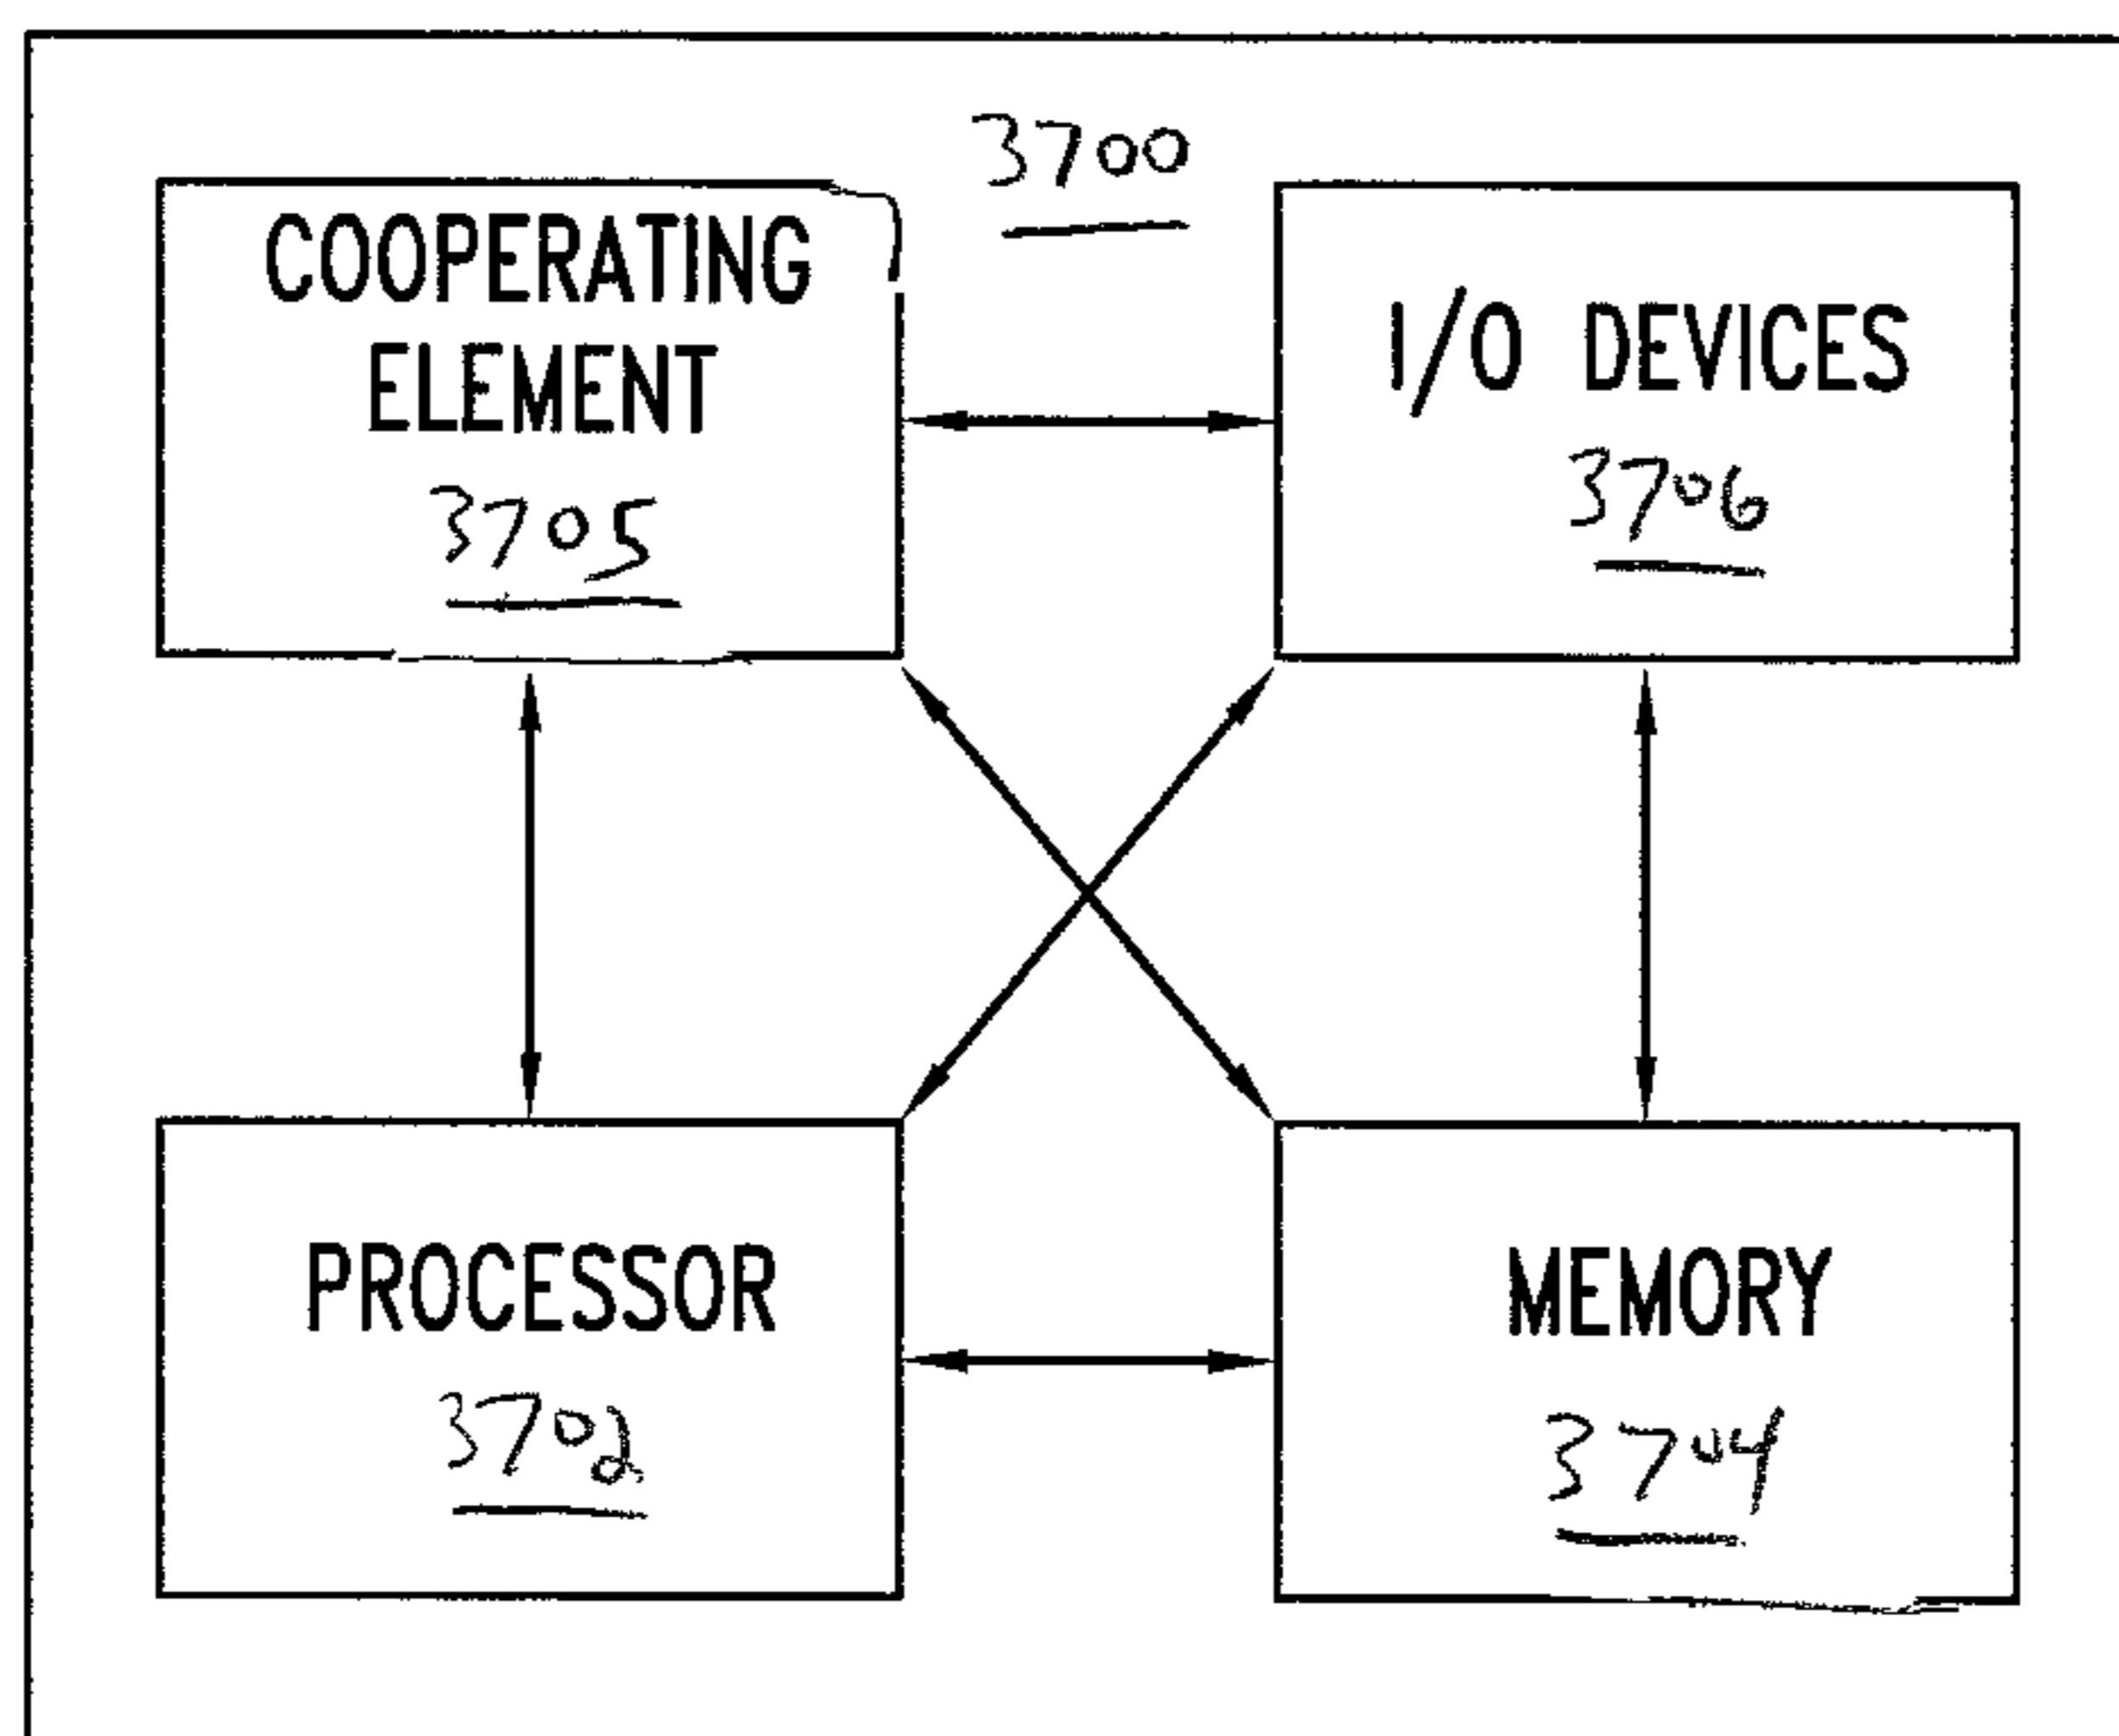 3700
COOPERATING
ELEMENT
3705
I/O DEVICES
3706
PROCESSOR
3702
MEMORY
3704